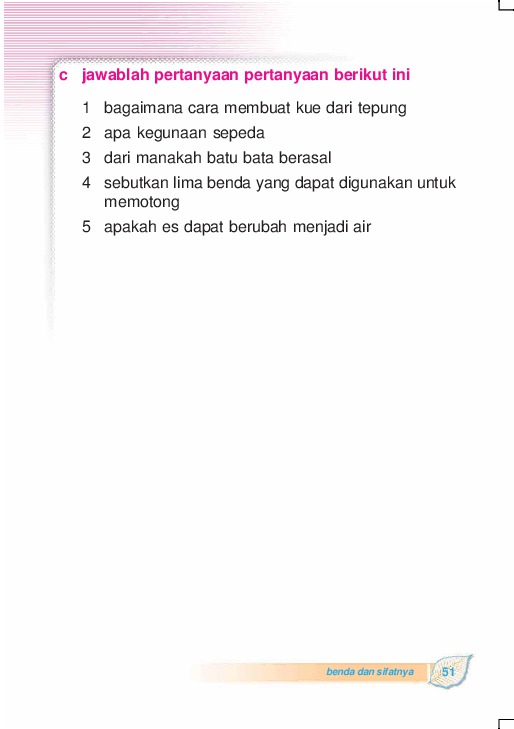 c jawablah pertanyaan pertanyaan berikut ini
1 bagaimana cara membuat kue dari tepung
2 apa kegunaan sepeda
3 dari manakah batu bata berasal
4 sebutkan lima benda yang dapat digunakan untuk
memotong
5 apakah es dapat berubah menjadi air
benda dan sifatnya 51